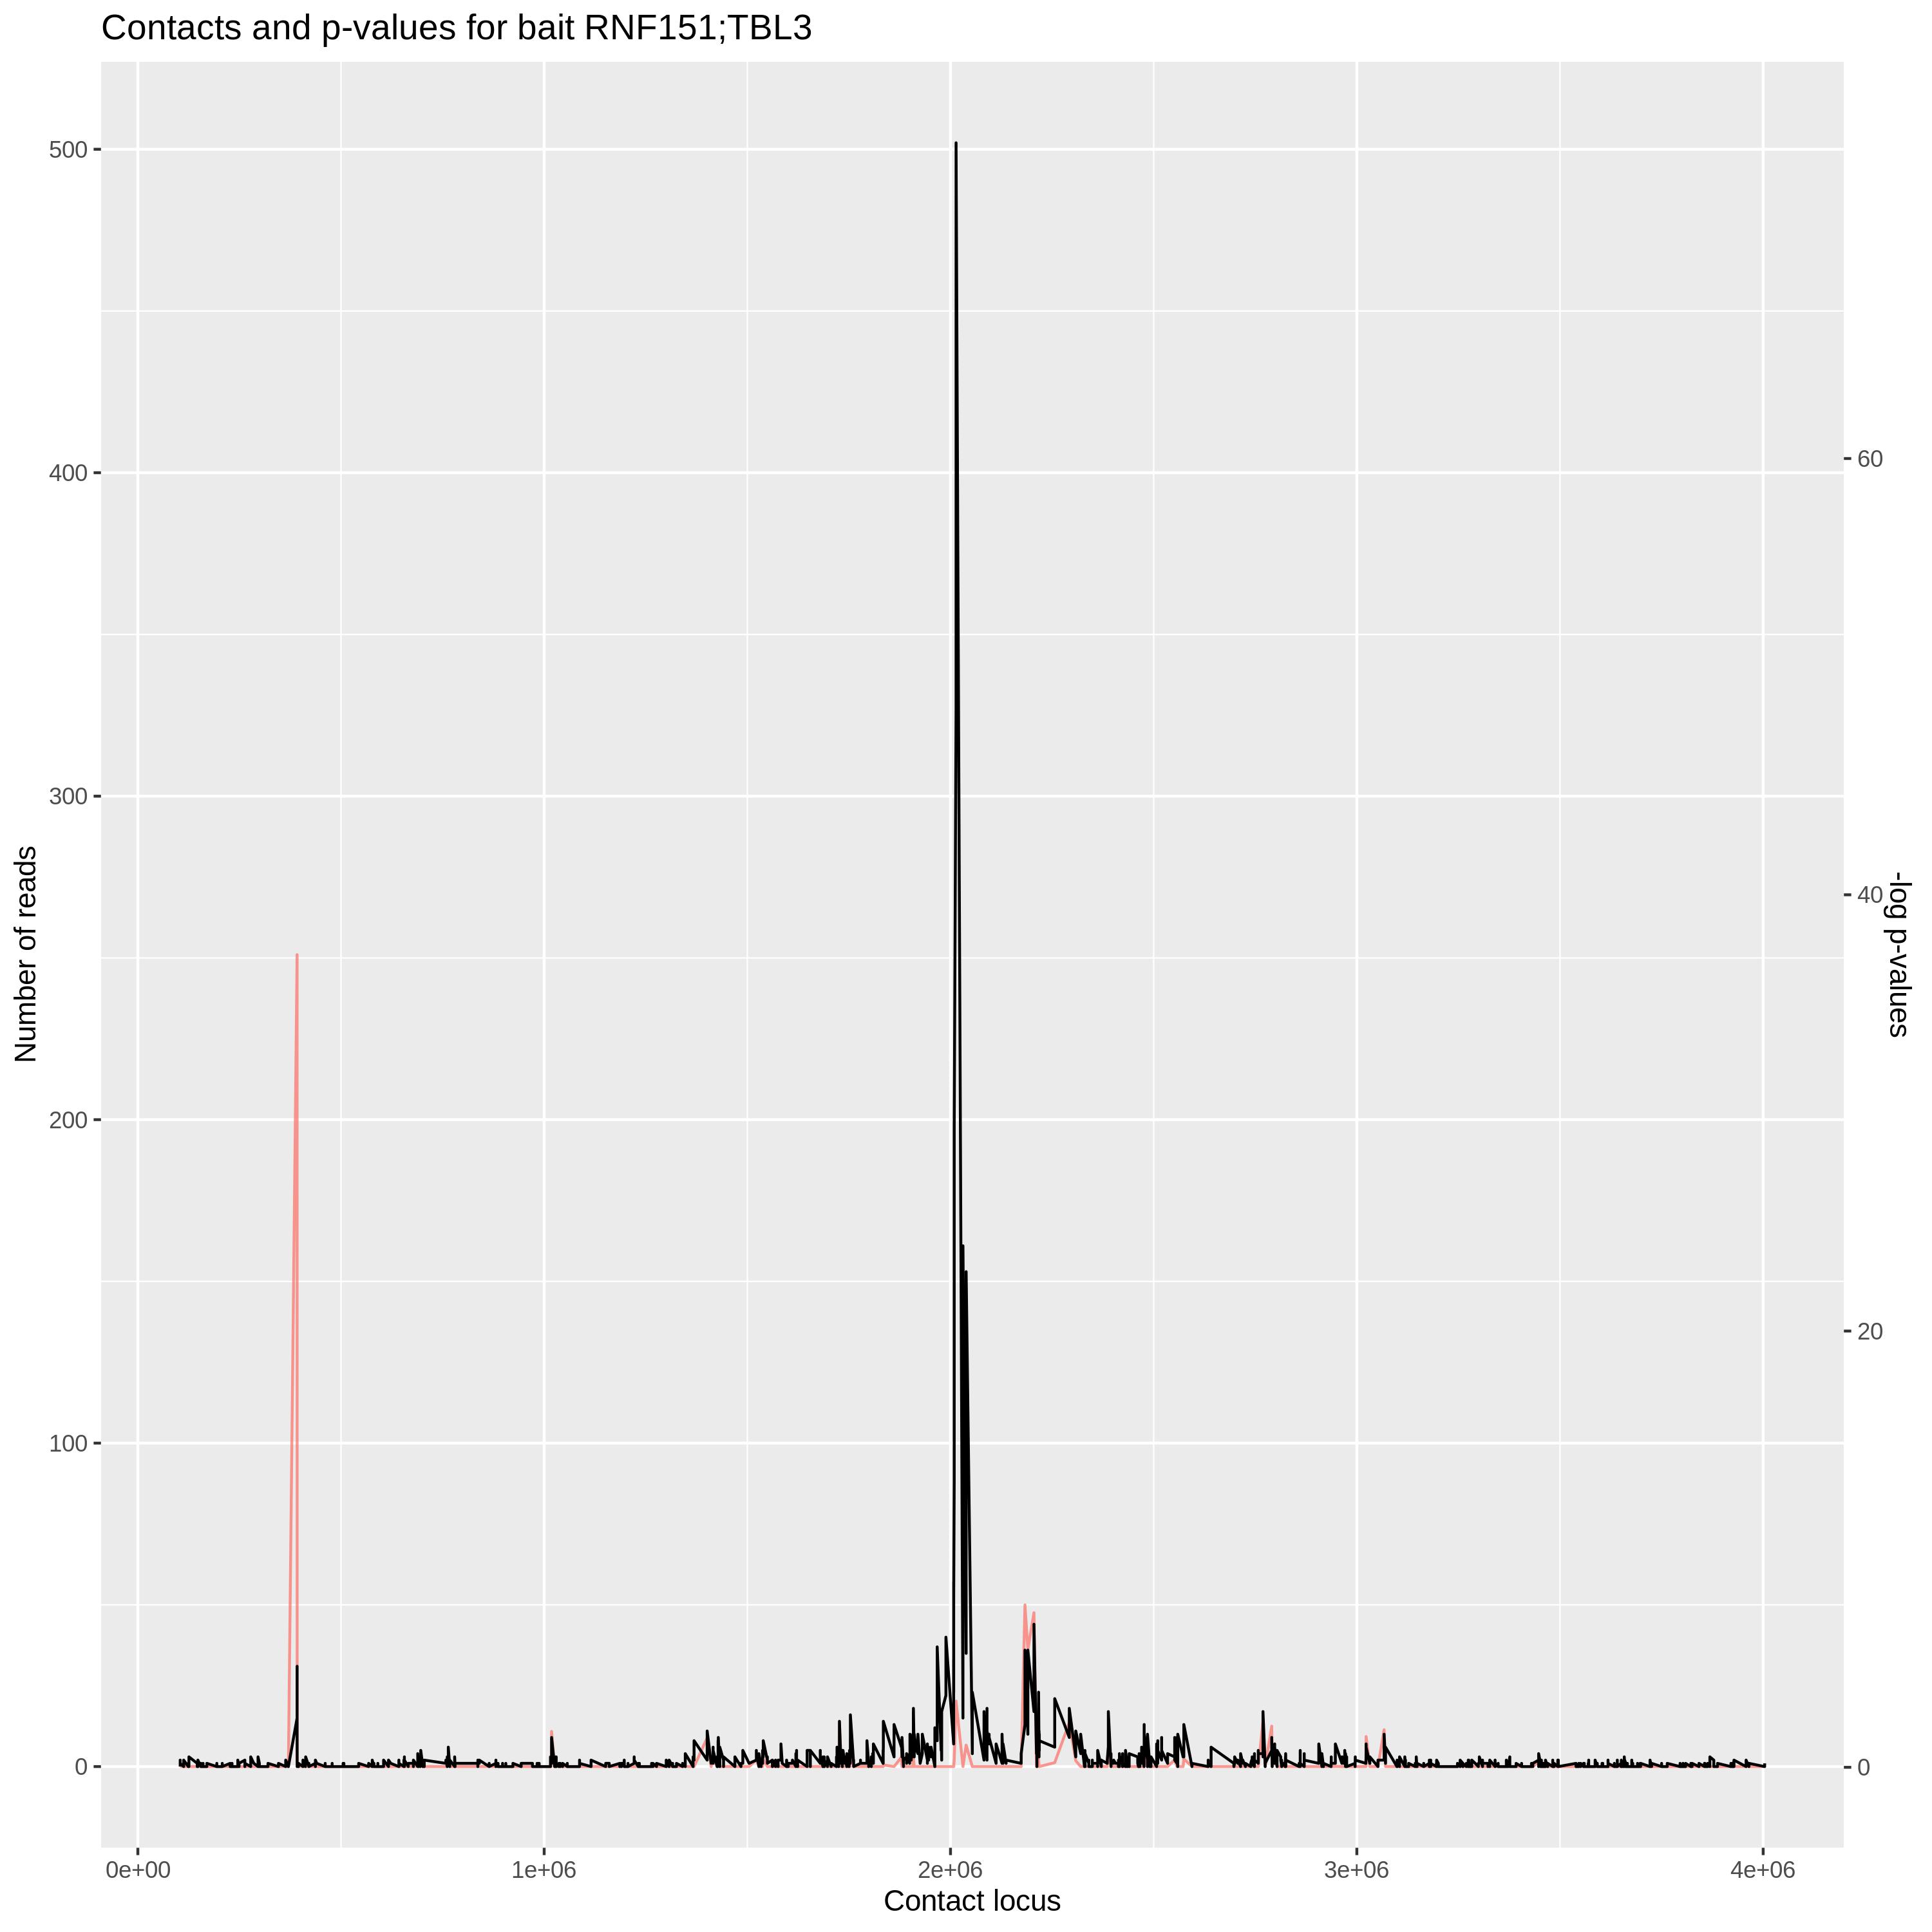 Contacts and p-values for bait RNF151;TBL3
500
400
300
200
100
0
Number of reads
60
40
20
0
-log p-values
0e+00
1e+06
2e+06
3e+06
4e+06
Contact locus